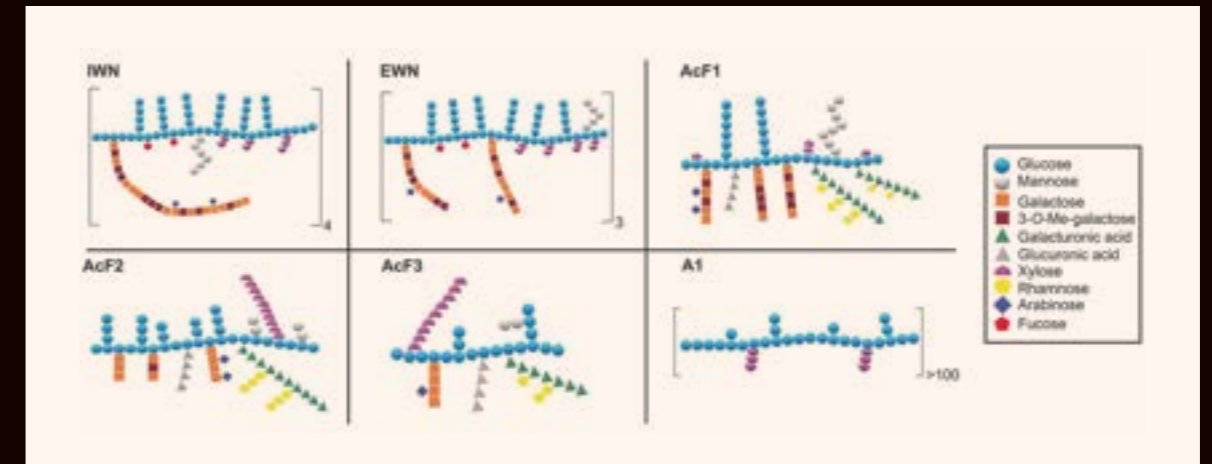 IWN
EWN
AcF1
4
3
AcF2
AcF3
A1
>100
Glucose
Mannose
Galactose
3-O-Me-galactose
Galacturonic acid
Glucuronic acid
Xylose
Rhamnose
Arabinose
Fucose